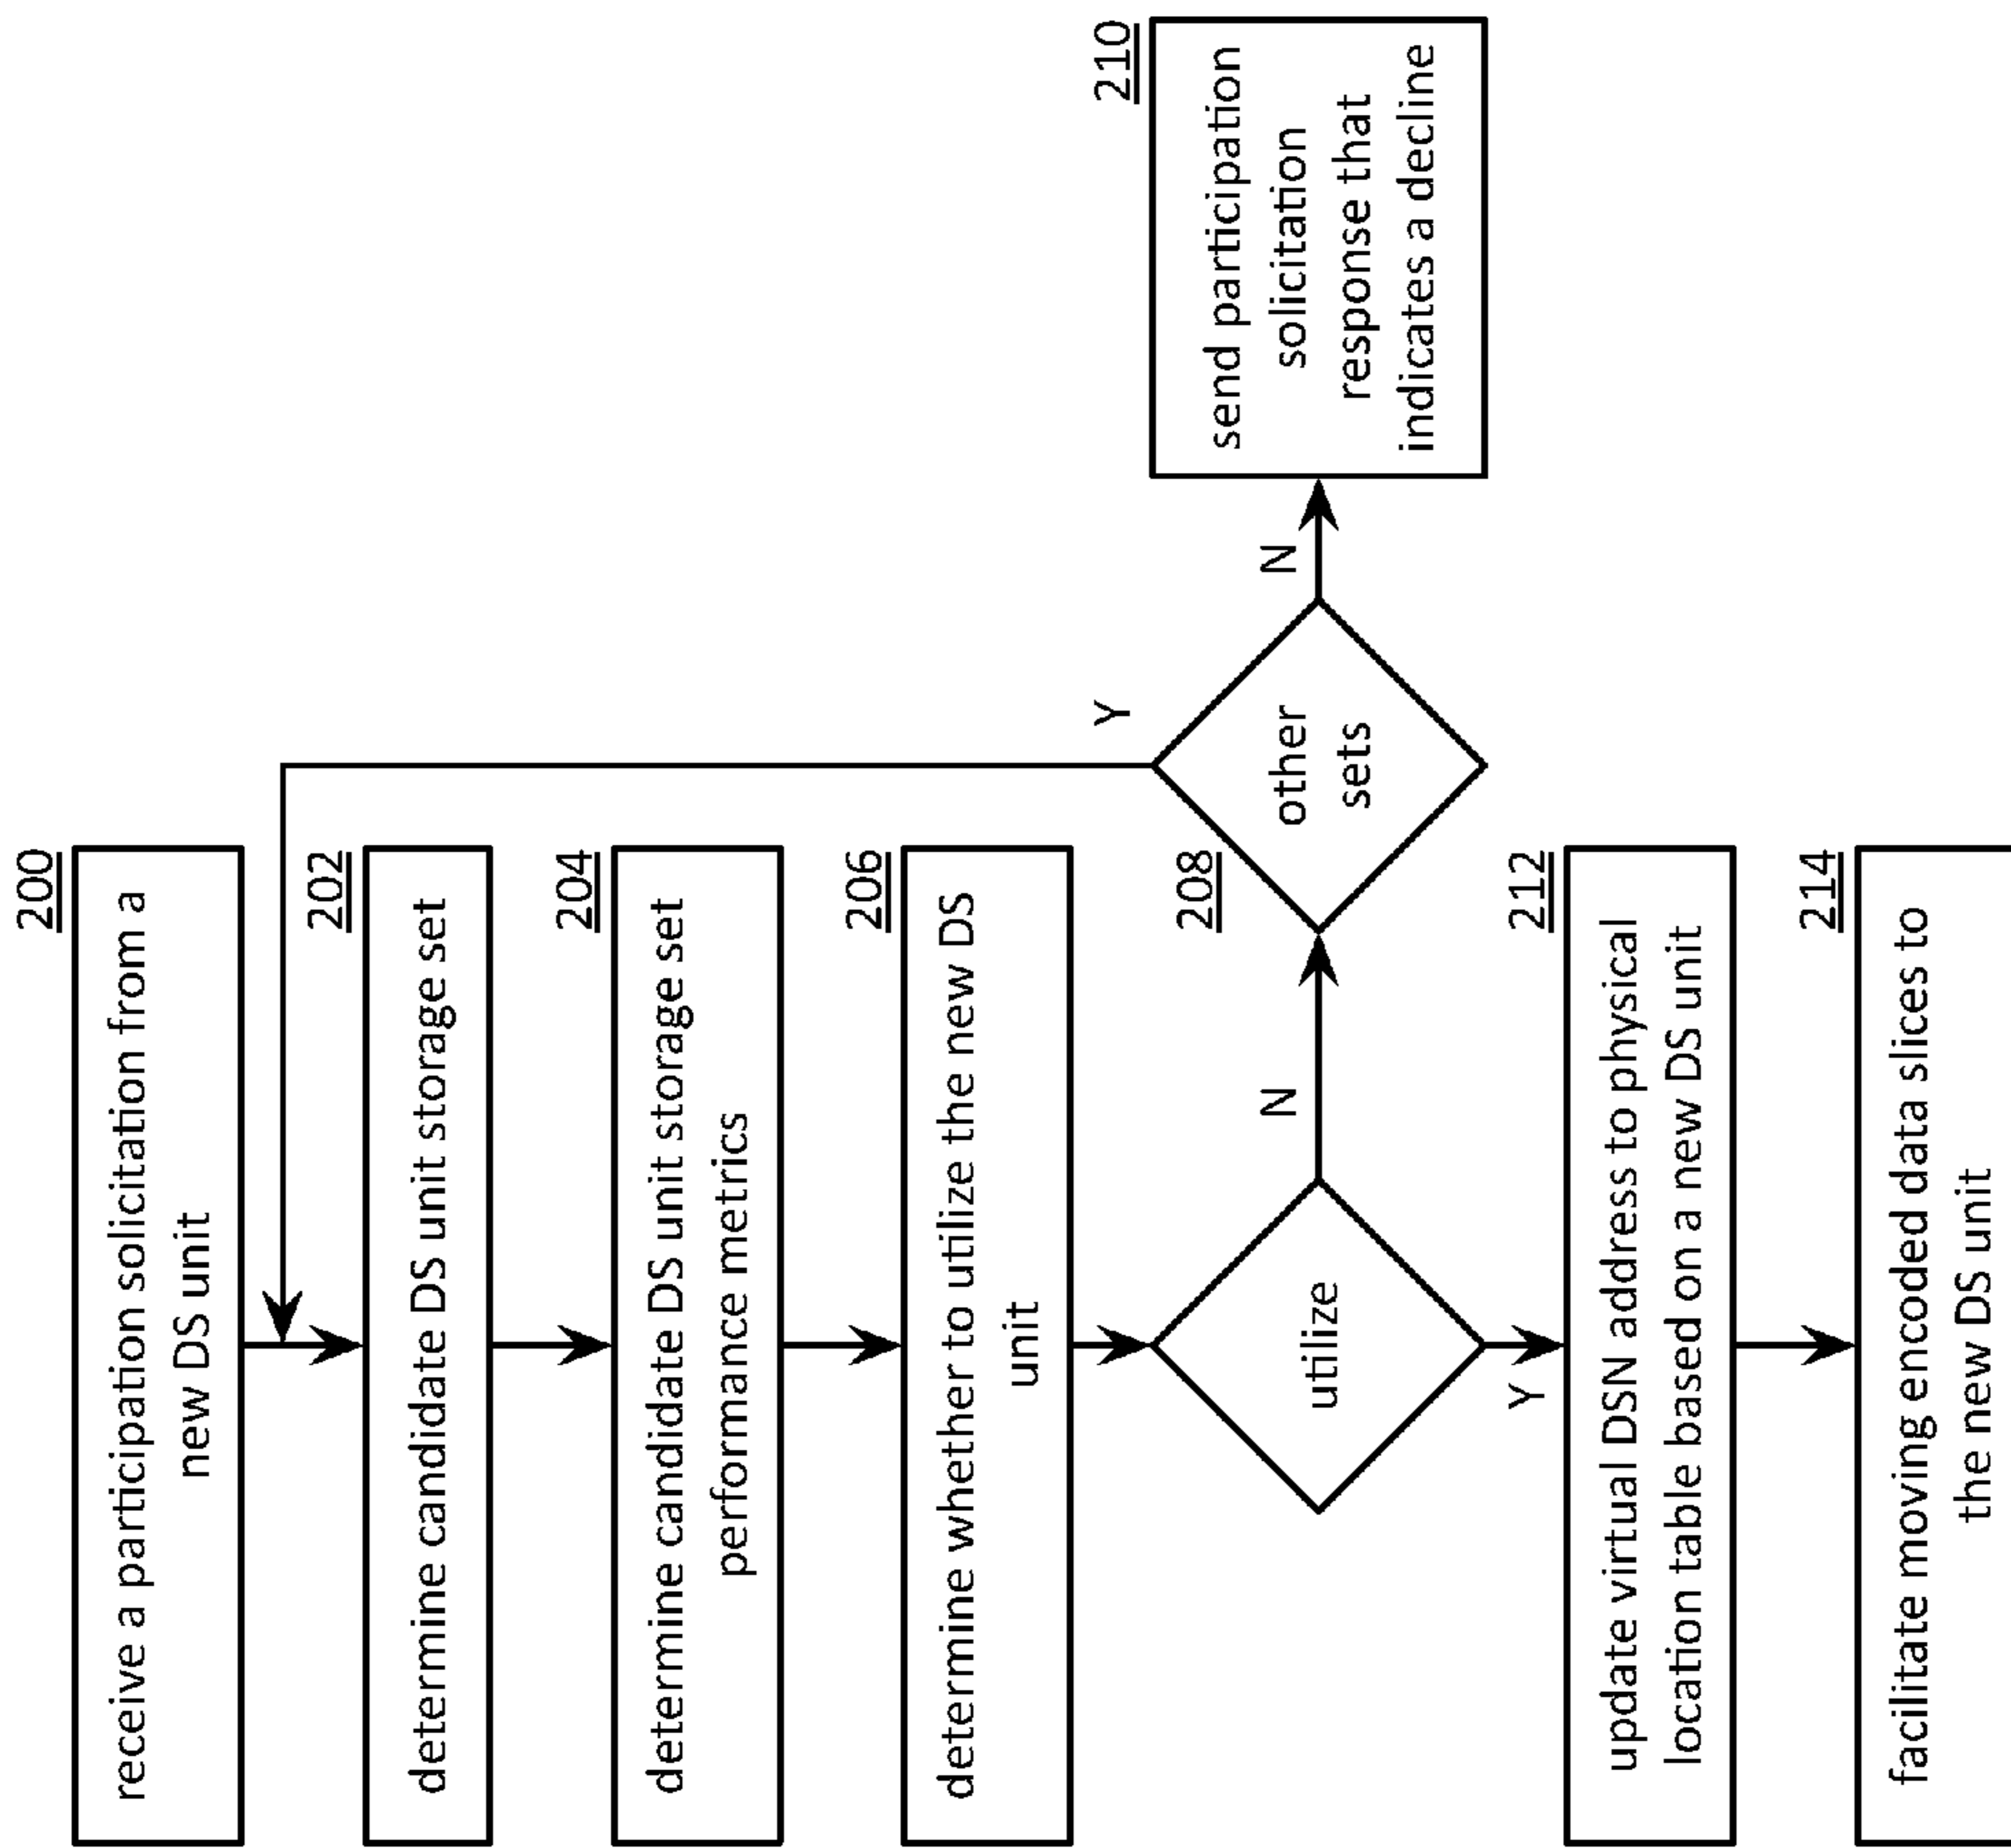 200
receive a participation solicitation from a
new DS unit
202
determine candidate DS unit storage set
204
determine candidate DS unit storage set
performance metrics
206
determine whether to utilize the new DS
unit
utilize
N
Y
208
other
sets
Y
N
210
send participation
solicitation
response that
indicates a decline
212
update virtual DSN address to physical
location table based on a new DS unit
214
facilitate moving encoded data slices to
the new DS unit